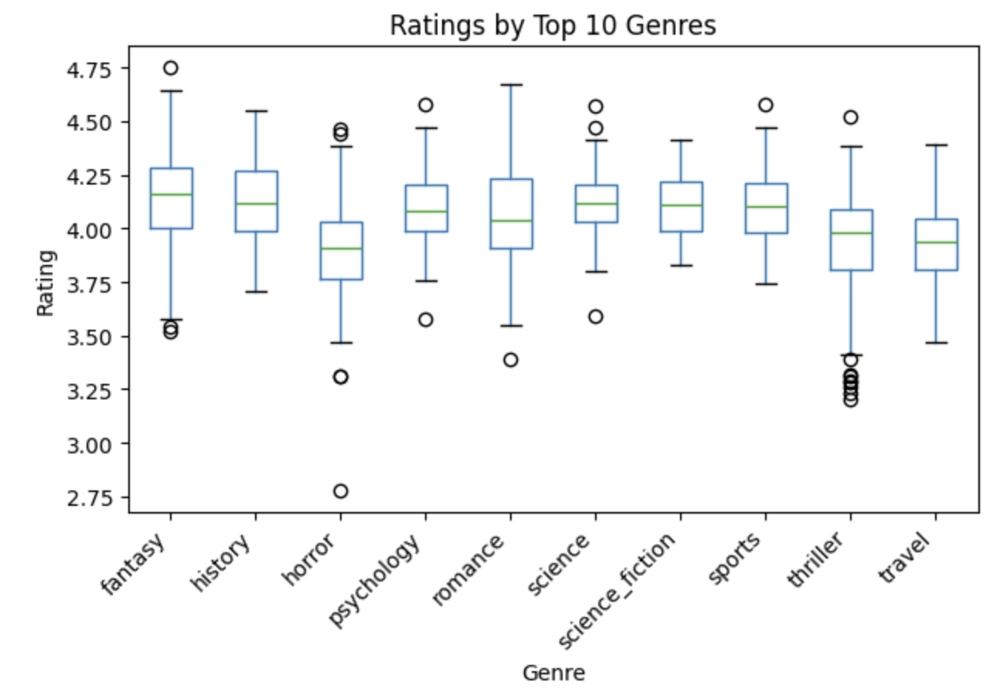 Ratings by Top 10 Genres
4.75
4.50
4.25
4.00
3.75
3.50
3.25
3.00
2.75
Rating
fantasy
history
horror
psychology
romance
science
science_fiction
sports
thriller
travel
Genre